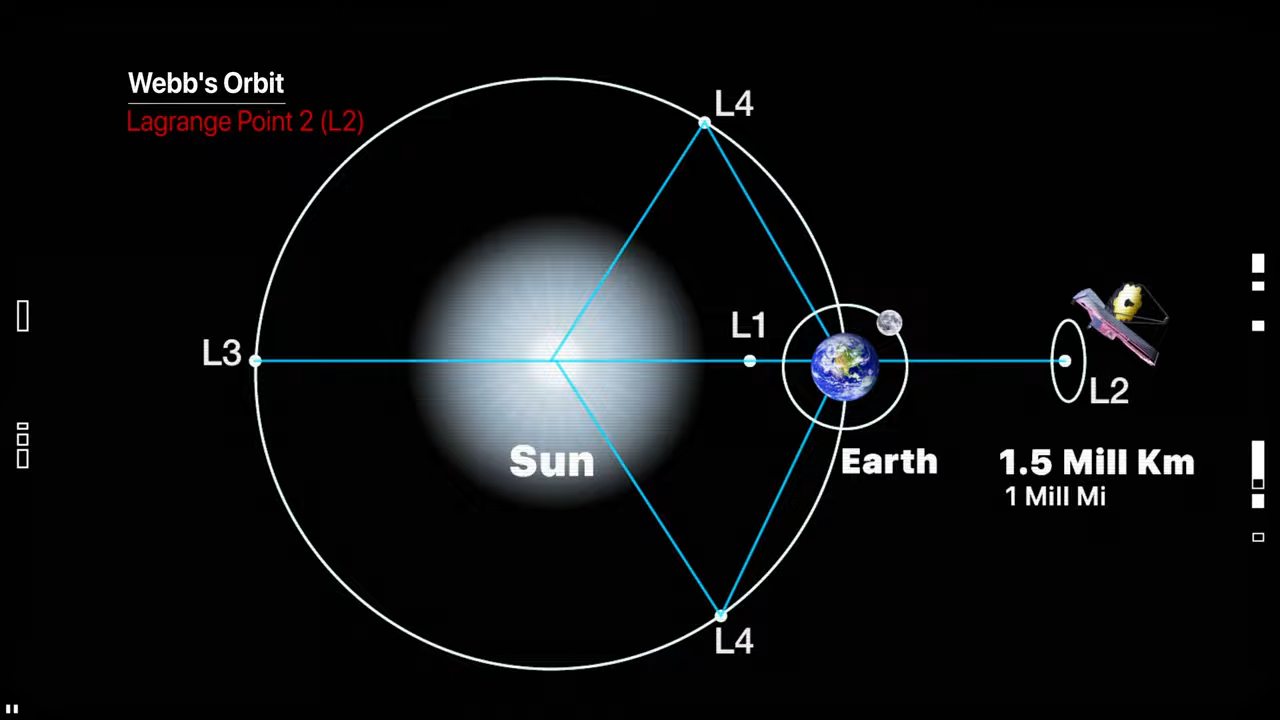 Webb's Orbit
Lagrange Point 2 (L2)
L4
L1
L3
L2
Sun
Earth
1.5 Mill Km
1 Mill Mi
L4